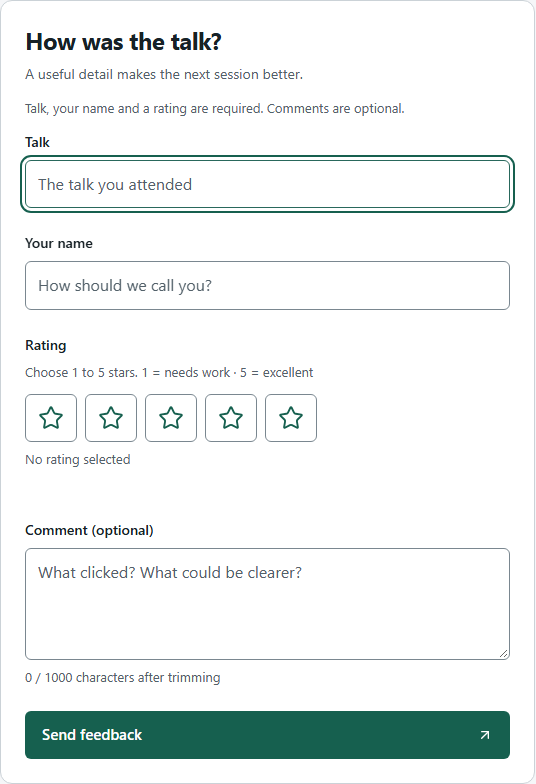 How was the talk?
A useful detail makes the next session better.
Talk, your name and a rating are required. Comments are optional.
Talk
The talk you attended
Your name
How should we call you?
Rating
Choose 1 to 5 stars. 1 = needs work · 5 = excellent
No rating selected
Comment (optional)
What clicked? What could be clearer?
0 / 1000 characters after trimming
Send feedback